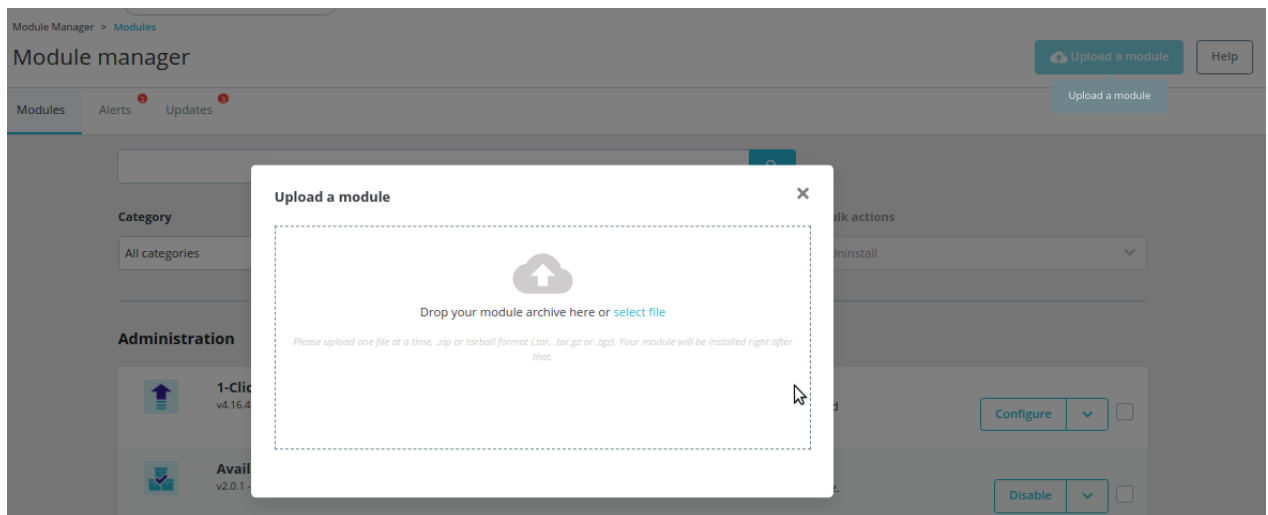 Module Manager > Modules
Module manager
Upload a module
Help
Upload a module
Modules
Alerts 2
Updates 3
Upload a module
Category
All categories
ulk actions
Uninstall
Drop your module archive here or select file
Please upload one file at a time, .zip or tarball format (.tar, .tar.gz or .tgz). Your module will be installed right after
that.
Administration
1-Clic
v4.16.4
Configure
Avail
v2.0.1 -
e.
Disable